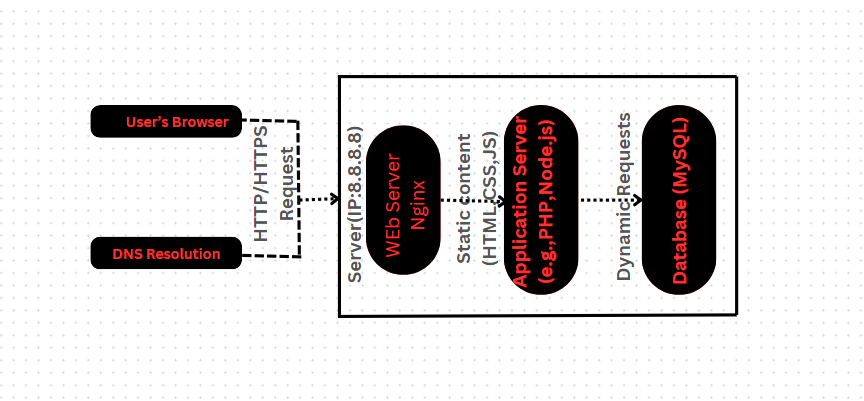 User's Browser
DNS Resolution
HTTP/HTTPS
Request
Server(IP:8.8.8.8)
WEb Server
Nginx
Static Content
(HTML,CSS,JS)
Application Server
(e.g.,PHP,Node.js)
Dynamic Requests
Database (MySQL)